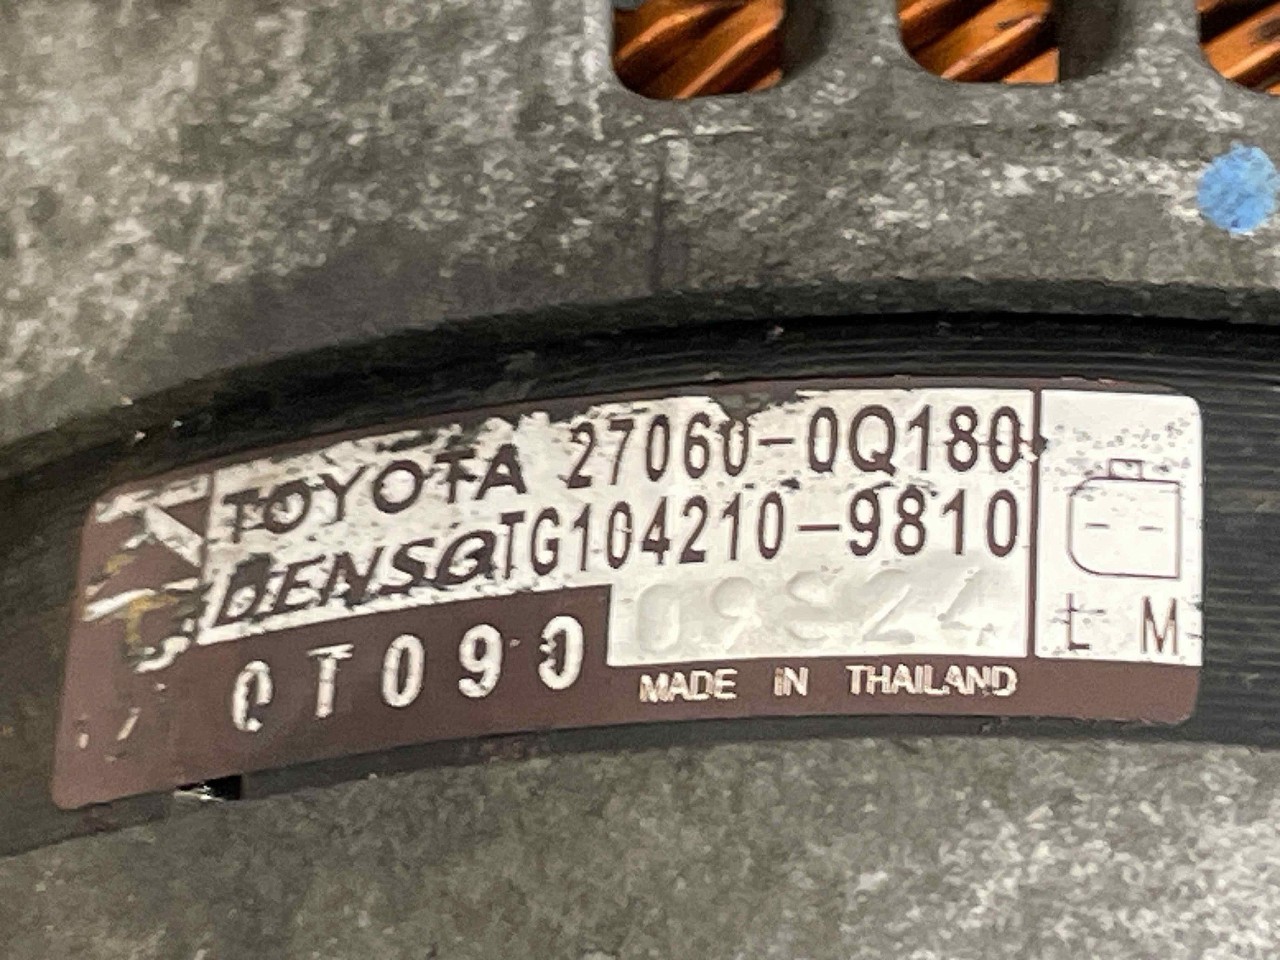 TOYOTA 27060-0Q180
DENSO TG104210-9810
0T090
MADE IN THAILAND
L M